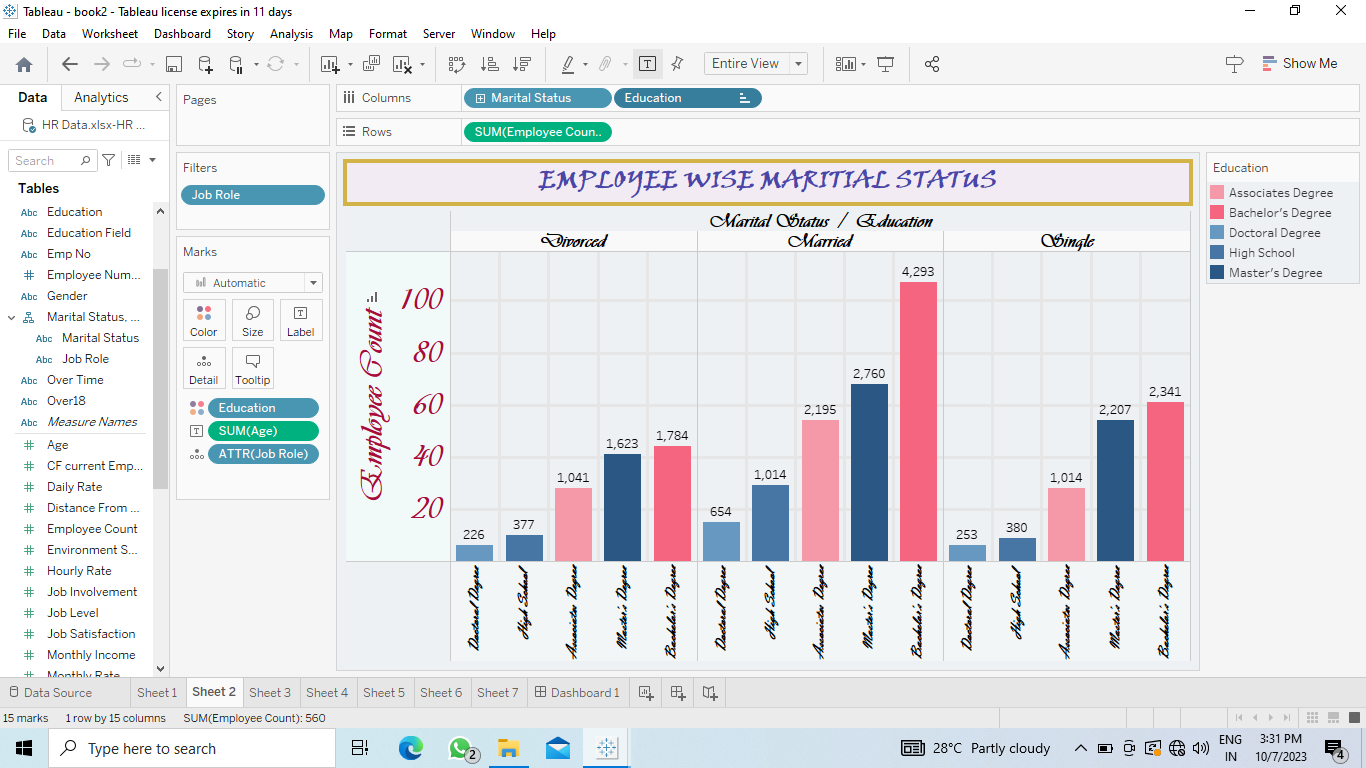 Tableau - book2 - Tableau license expires in 11 days
File Data Worksheet Dashboard Story Analysis Map Format Server Window Help
Entire View
Show Me
Data Analytics
HR Data.xlsx-HR ...
Search
Tables
Abc Education
Abc Education Field
Abc Emp No
# Employee Num...
Abc Gender
Marital Status, ...
Abc Marital Status
Abc Job Role
Abc Over Time
Abc Over18
Abc Measure Names
# Age
# CF current Emp...
# Daily Rate
# Distance From ...
# Employee Count
# Environment S...
# Hourly Rate
# Job Involvement
# Job Level
# Job Satisfaction
# Monthly Income
# Monthly Rate
Pages
Filters
Job Role
Marks
Automatic
Color Size Label
Detail Tooltip
Education
SUM(Age)
ATTR(Job Role)
Columns Marital Status Education
Rows SUM(Employee Coun..
EMPLOYEE WISE MARITIAL STATUS
Marital Status / Education
Divorced Married Single
Employee Count
100
80
60
40
20
226 377 1,041 1,623 1,784
654 1,014 2,195 2,760 4,293
253 380 1,014 2,207 2,341
Doctoral Degree
High School
Associates Degree
Master's Degree
Bachelor's Degree
Doctoral Degree
High School
Associates Degree
Master's Degree
Bachelor's Degree
Doctoral Degree
High School
Associates Degree
Master's Degree
Bachelor's Degree
Education
Associates Degree
Bachelor's Degree
Doctoral Degree
High School
Master's Degree
Data Source Sheet 1 Sheet 2 Sheet 3 Sheet 4 Sheet 5 Sheet 6 Sheet 7 Dashboard 1
15 marks 1 row by 15 columns SUM(Employee Count): 560
Type here to search
2
28°C Partly cloudy
ENG
IN
3:31 PM
10/7/2023
4